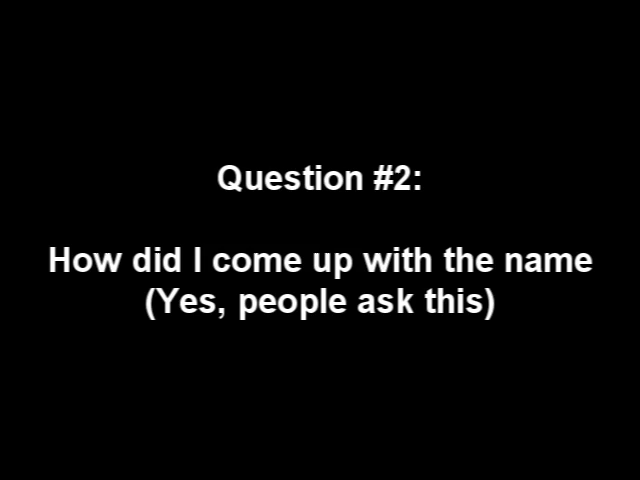 Question #2:
How did I come up with the name
(Yes, people ask this)